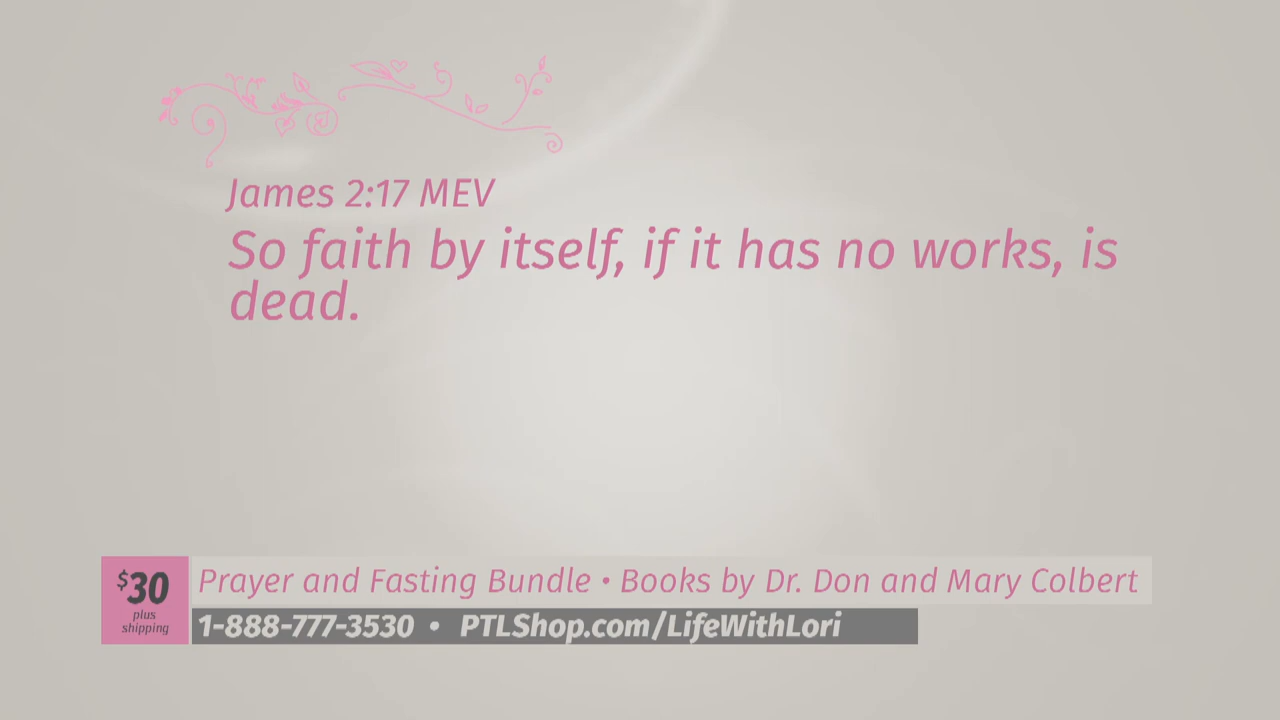 James 2:17 MEV
So faith by itself, if it has no works, is
dead.
$30
plus
shipping
Prayer and Fasting Bundle • Books by Dr. Don and Mary Colbert
1-888-777-3530 • PTLShop.com/LifeWithLori